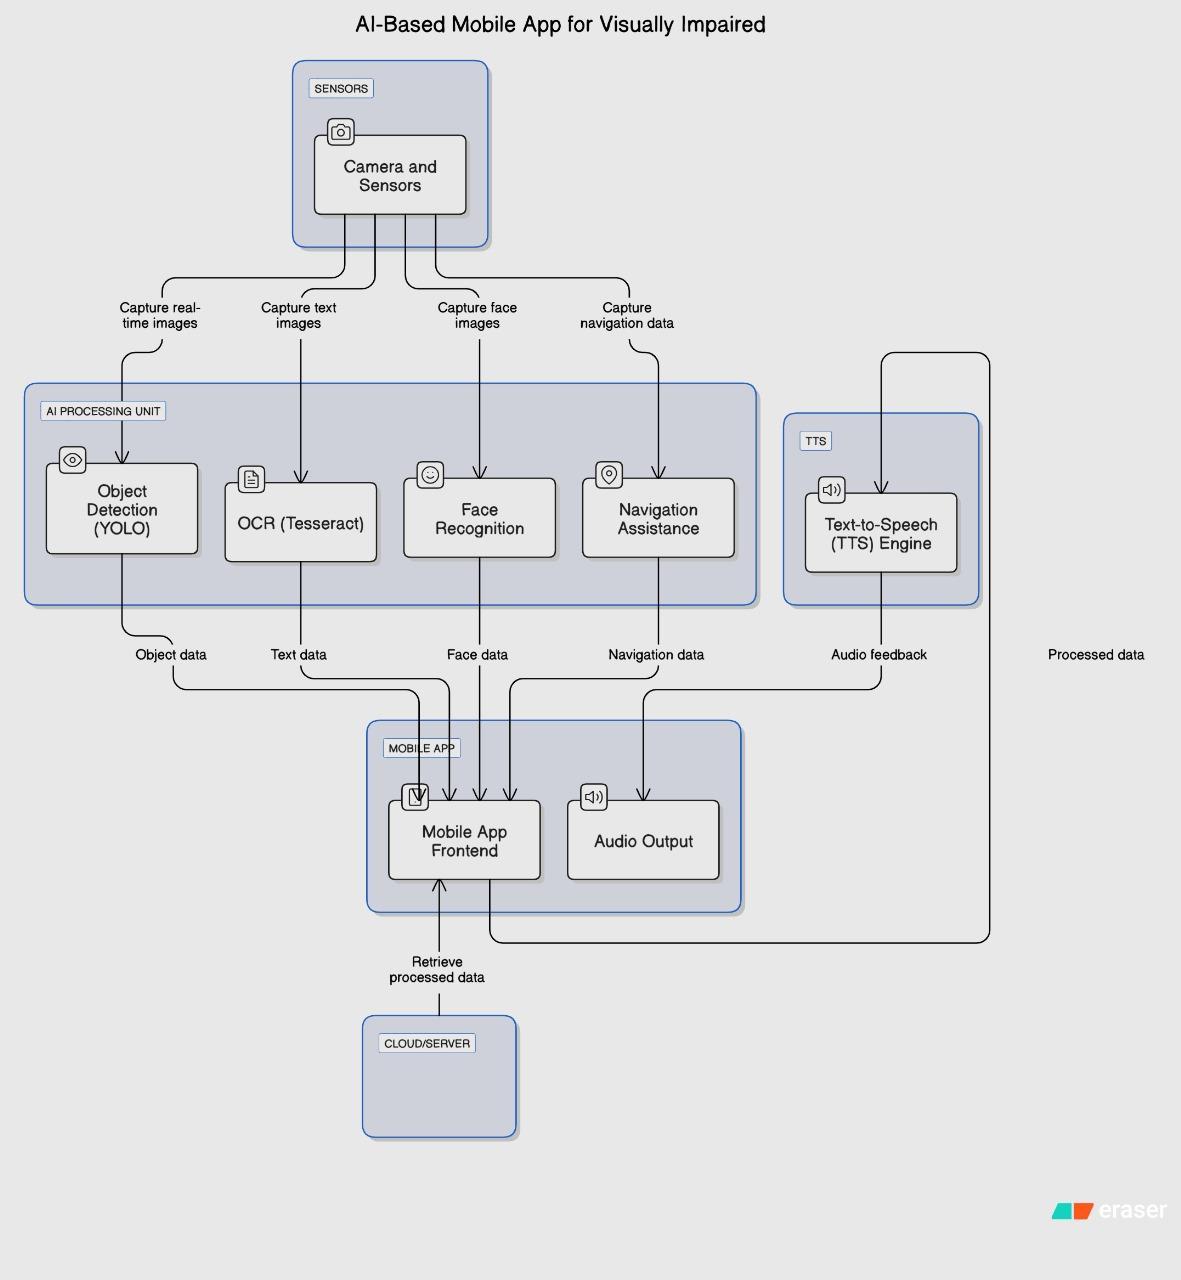 AI-Based Mobile App for Visually Impaired
SENSORS
Camera and
Sensors
Capture real-
time images
Capture text
images
Capture face
images
Capture
navigation data
AI PROCESSING UNIT
Object
Detection
(YOLO)
OCR (Tesseract)
Face
Recognition
Navigation
Assistance
TTS
Text-to-Speech
(TTS) Engine
Object data
Text data
Face data
Navigation data
Audio feedback
Processed data
MOBILE APP
Mobile App
Frontend
Audio Output
Retrieve
processed data
CLOUD/SERVER
eraser